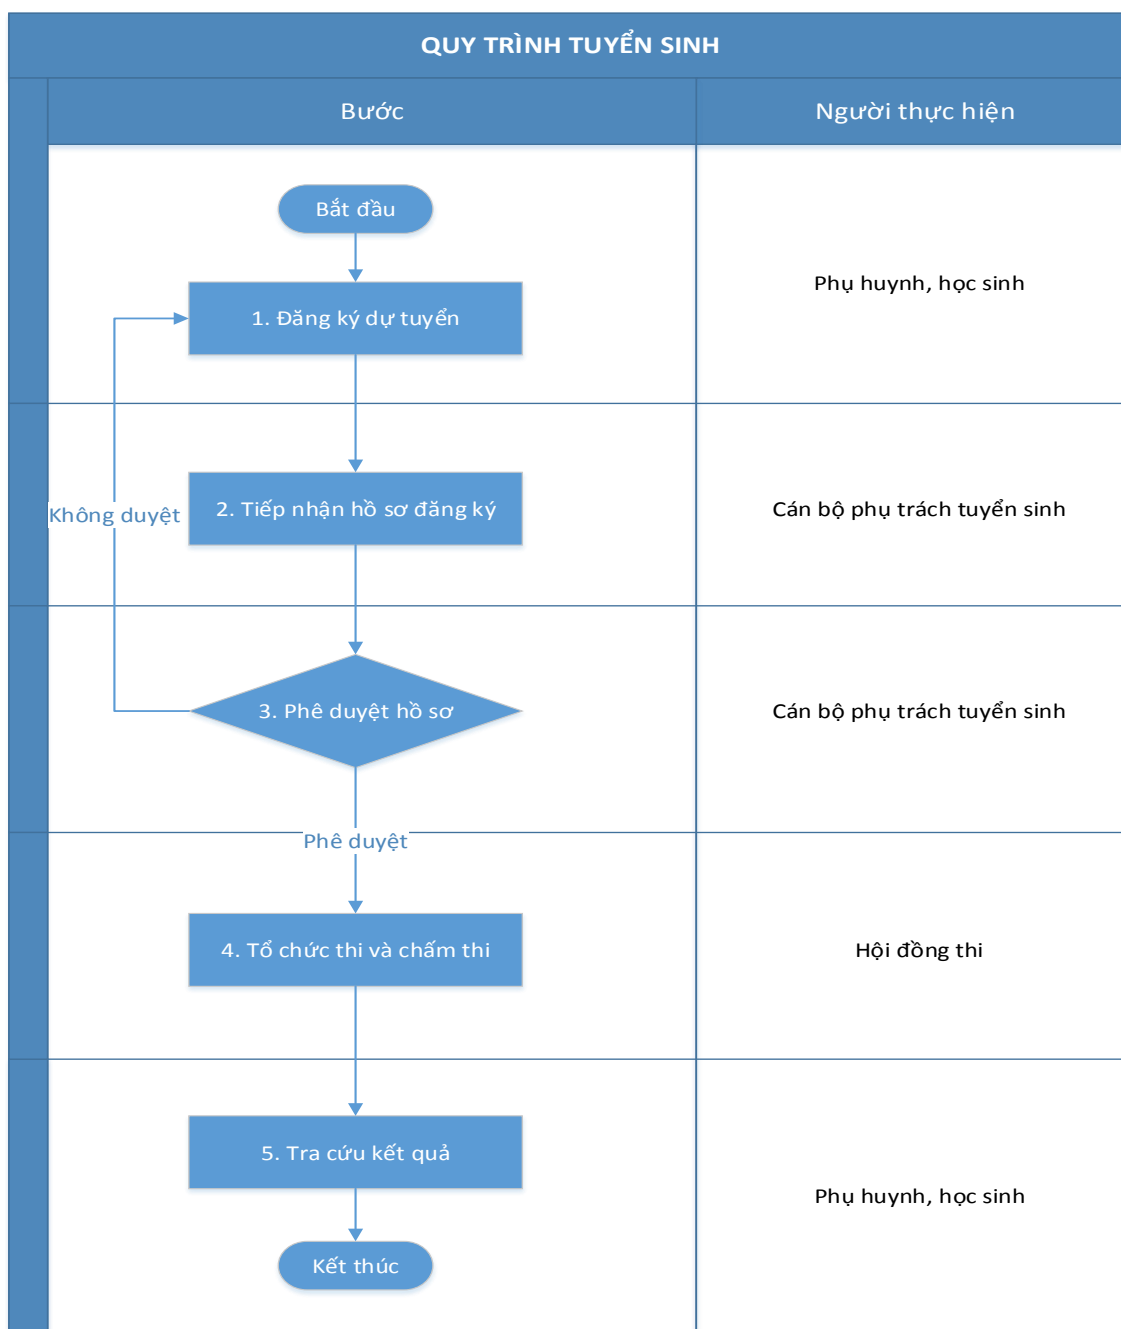 QUY TRÌNH TUYỂN SINH
Bước
Người thực hiện
Bắt đầu
Phụ huynh, học sinh
1. Đăng ký dự tuyển
Không duyệt
2. Tiếp nhận hồ sơ đăng ký
Cán bộ phụ trách tuyển sinh
3. Phê duyệt hồ sơ
Cán bộ phụ trách tuyển sinh
Phê duyệt
4. Tổ chức thi và chấm thi
Hội đồng thi
5. Tra cứu kết quả
Phụ huynh, học sinh
Kết thúc